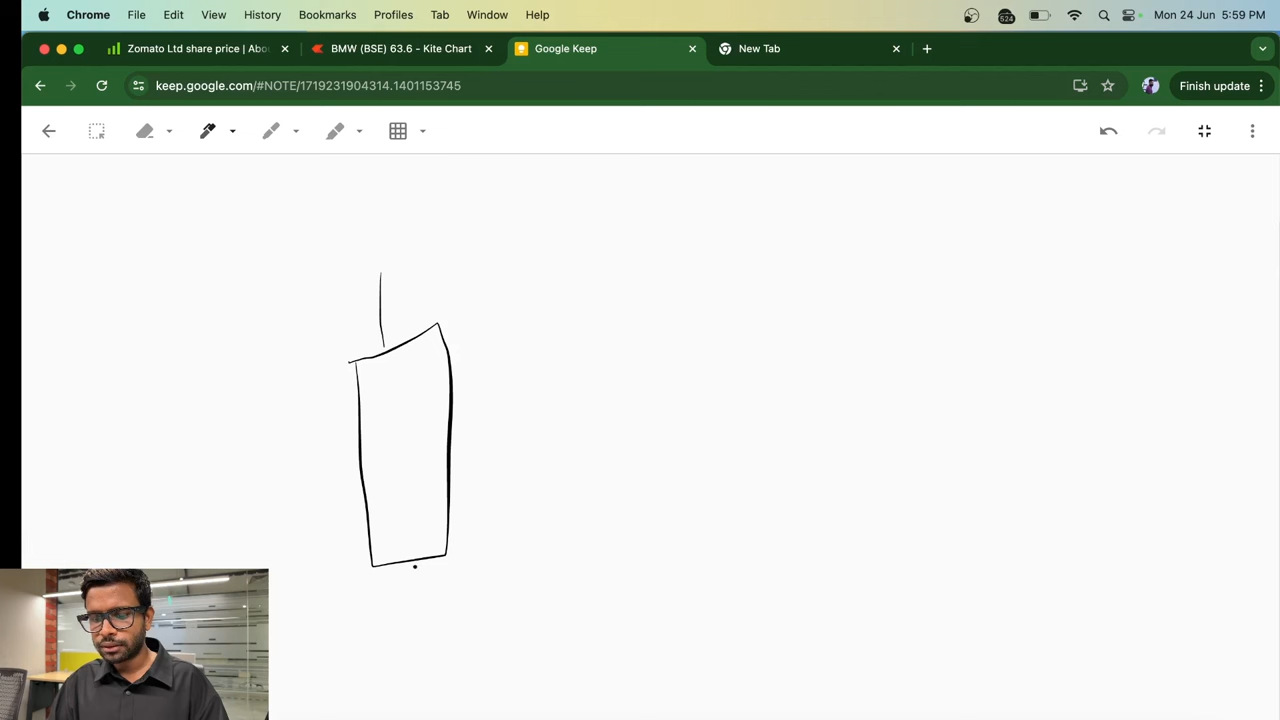 Chrome File Edit View History Bookmarks Profiles Tab Window Help 524 Mon 24 Jun 5:59 PM
Zomato Ltd share price | Abo BMW (BSE) 63.6 - Kite Chart Google Keep New Tab
keep.google.com/#NOTE/1719231904314.1401153745 Finish update